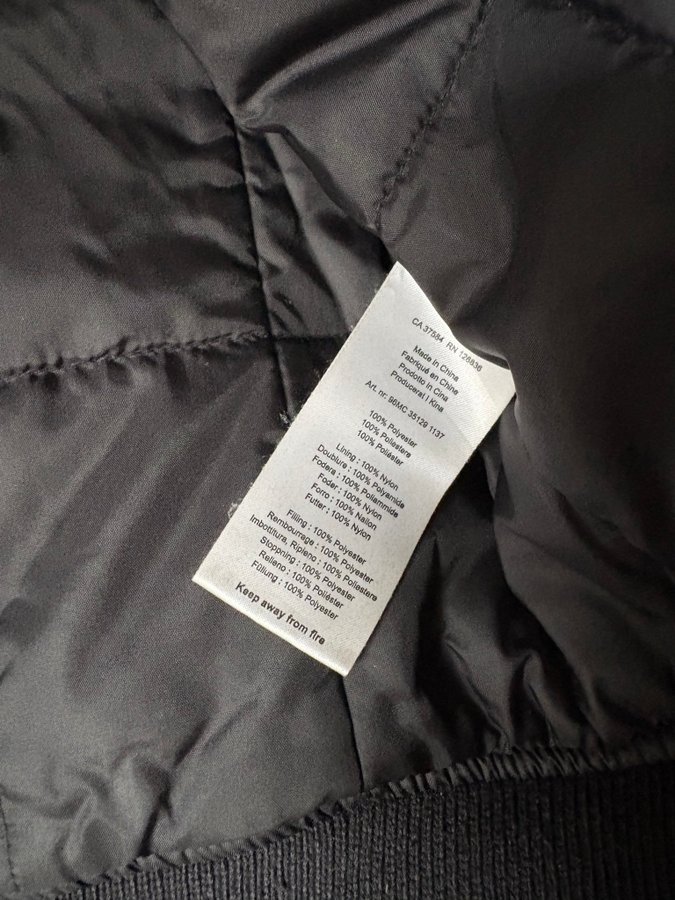 CA 37584 RN 126836
Made in China
Fabriqué en Chine
Prodotto in Cina
Producerat I Kina
Art. nr: 96MC 35129 1137
100% Polyester
100% Poliestere
100% Poliéster
Lining : 100% Nylon
Doublure : 100% Polyamide
Fodera : 100% Poliammide
Foder : 100% Nylon
Forro : 100% Nailon
Futter : 100% Nylon
Filling : 100% Polyester
Rembourrage : 100% Polyester
Imbottitura, Ripieno : 100% Poliestere
Stoppning : 100% Polyester
Relleno : 100% Poliéster
Füllung : 100% Polyester
Keep away from fire